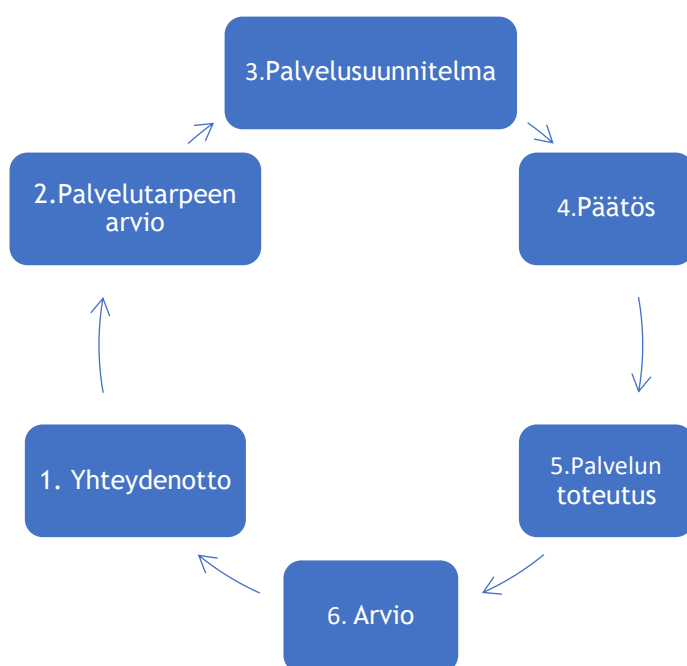 3.Palvelusuunnitelma
2.Palvelutarpeen
arvio
4.Päätös
1. Yhteydenotto
5.Palvelun
toteutus
6. Arvio